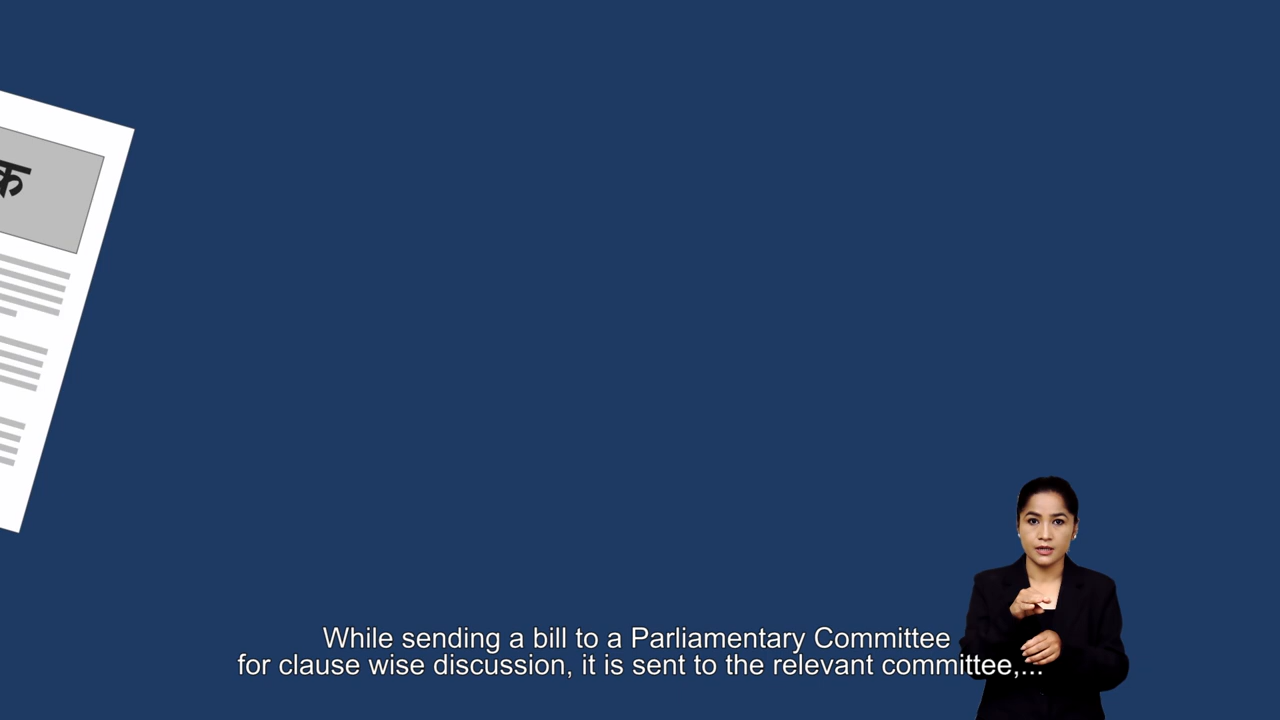 क
While sending a bill to a Parliamentary Committee
for clause wise discussion, it is sent to the relevant committee,...